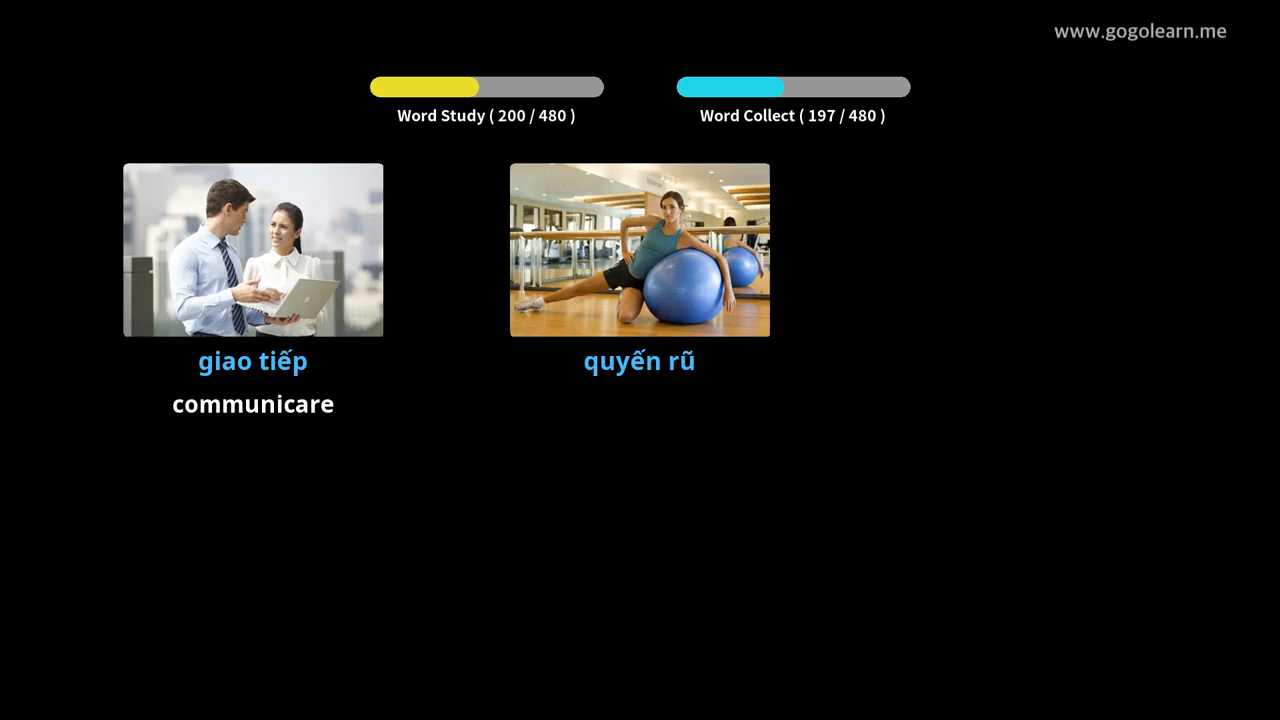 www.gogolearn.me
Word Study ( 200 / 480 )
Word Collect ( 197 / 480 )
giao tiếp
communicare
quyến rũ